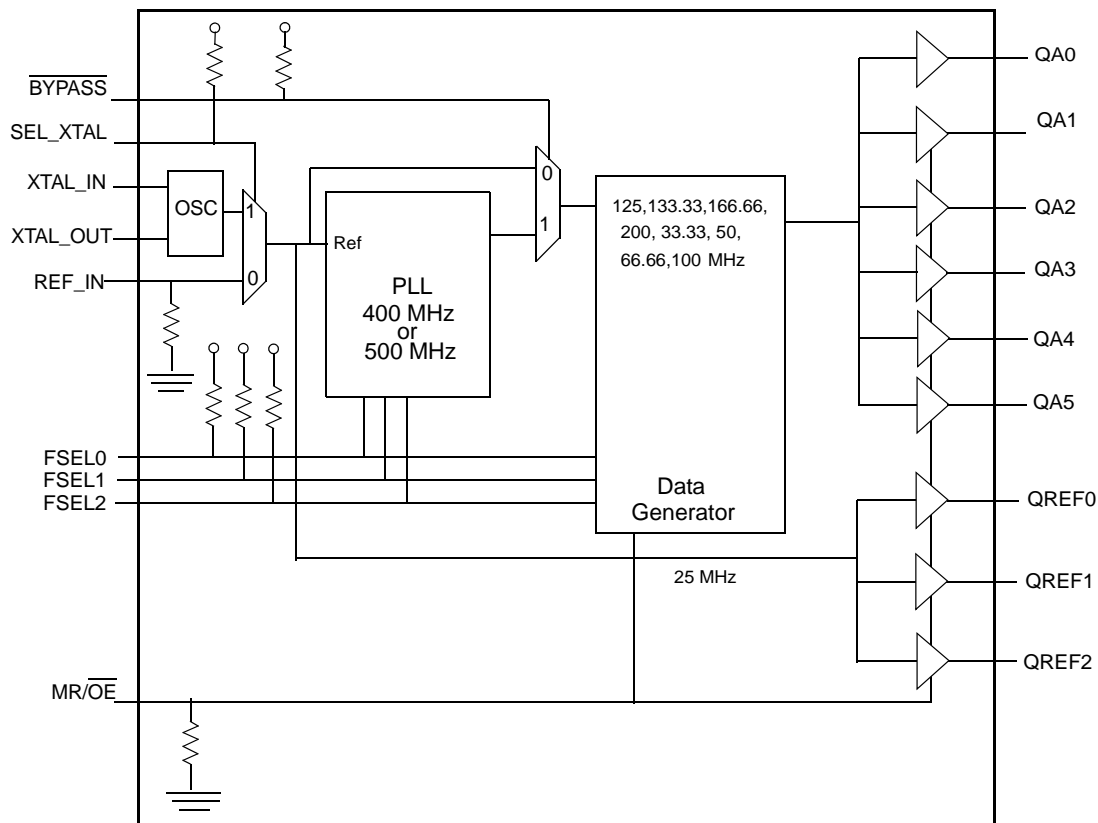 BYPASS
SEL_XTAL
XTAL_IN
XTAL_OUT
REF_IN
OSC
1
0
Ref
PLL
400 MHz
or
500 MHz
0
1
125,133.33,166.66,
200, 33.33, 50,
66.66,100 MHz
Data
Generator
FSEL0
FSEL1
FSEL2
25 MHz
MR/OE
QA0
QA1
QA2
QA3
QA4
QA5
QREF0
QREF1
QREF2